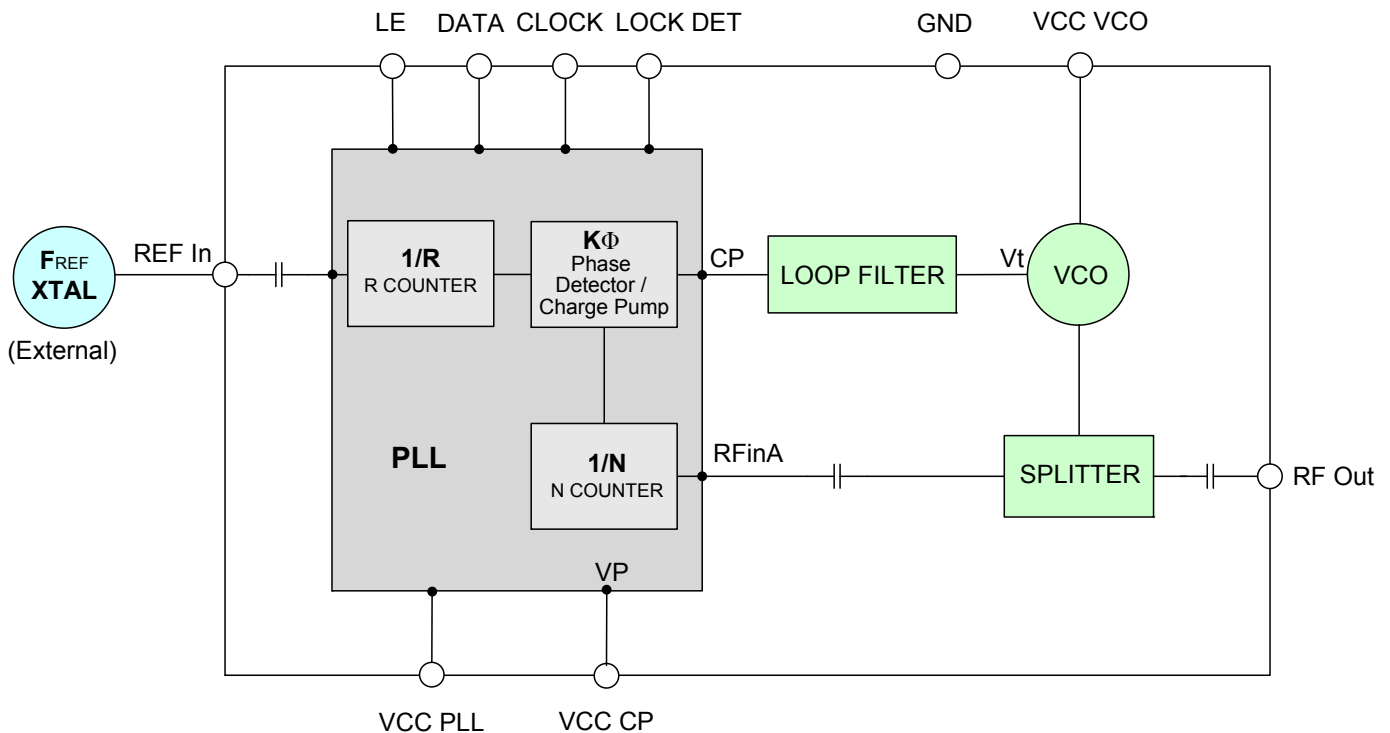 LE DATA CLOCK LOCK DET GND VCC VCO
FREF
XTAL
(External)
REF In
1/R
R COUNTER
KΦ
Phase
Detector /
Charge Pump
CP
LOOP FILTER
Vt
VCO
PLL
1/N
N COUNTER
RFinA
SPLITTER
RF Out
VP
VCC PLL VCC CP